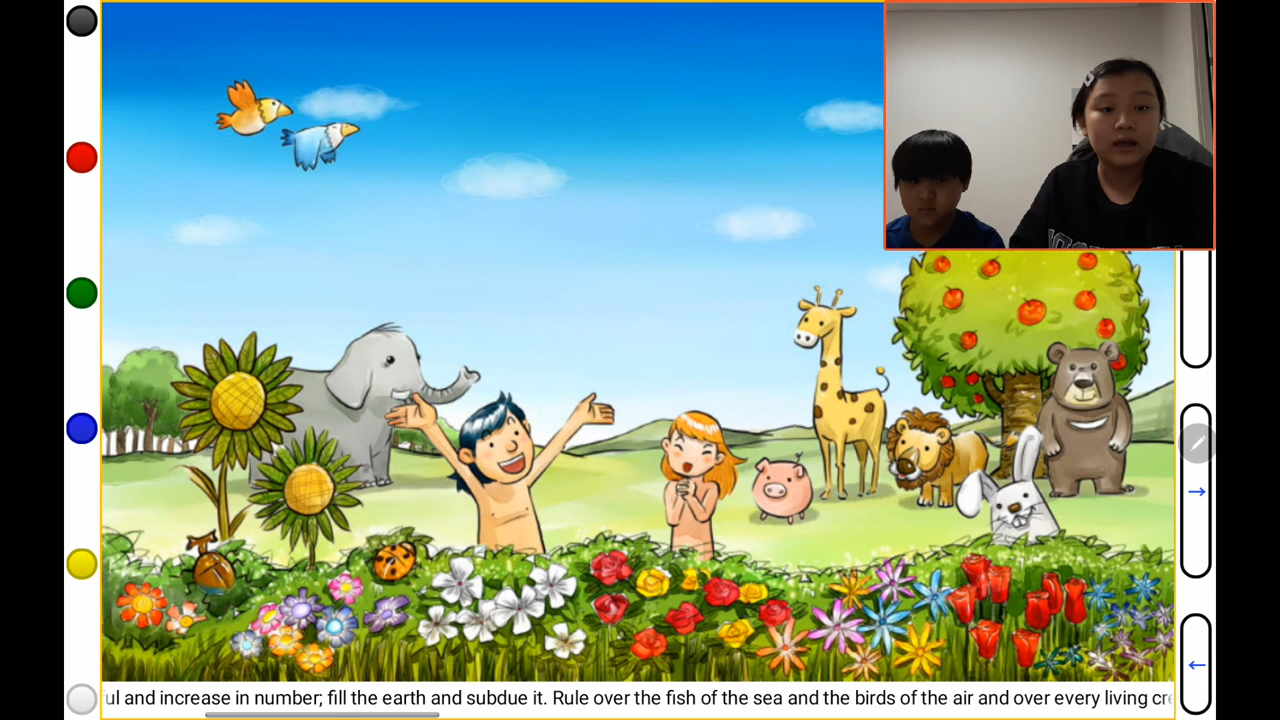 ul and increase in number; fill the earth and subdue it. Rule over the fish of the sea and the birds of the air and over every living cre